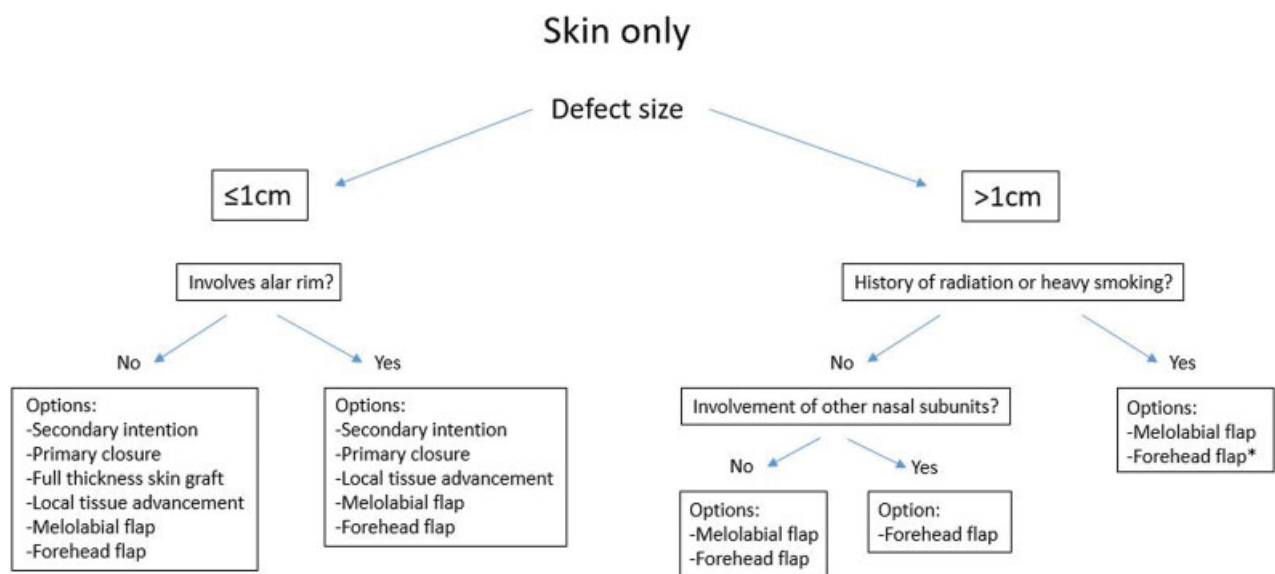 Skin only
Defect size
≤1cm
>1cm
Involves alar rim?
History of radiation or heavy smoking?
No
Yes
No
Yes
Options:
-Secondary intention
-Primary closure
-Full thickness skin graft
-Local tissue advancement
-Melolabial flap
-Forehead flap
Options:
-Secondary intention
-Primary closure
-Local tissue advancement
-Melolabial flap
-Forehead flap
Involvement of other nasal subunits?
Options:
-Melolabial flap
-Forehead flap*
No
Yes
Options:
-Melolabial flap
-Forehead flap
Option:
-Forehead flap